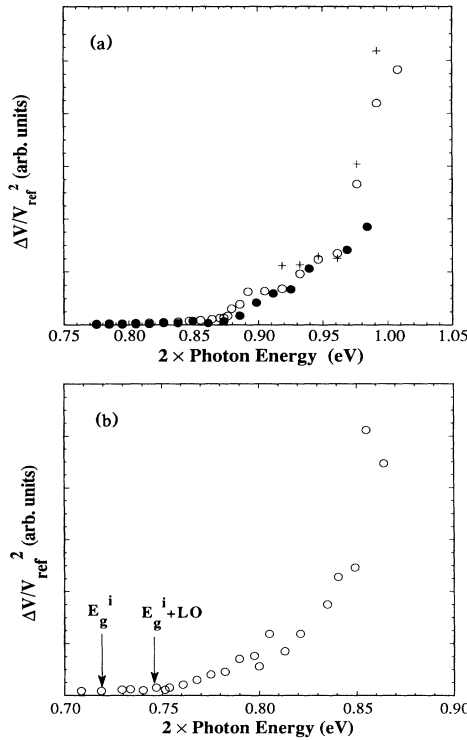 (a)
ΔV/V_ref^2 (arb. units)
0.75 0.80 0.85 0.90 0.95 1.00 1.05
2 × Photon Energy (eV)
(b)
ΔV/V_ref^2 (arb. units)
E_g^i
E_g^i+LO
0.70 0.75 0.80 0.85 0.90
2 × Photon Energy (eV)